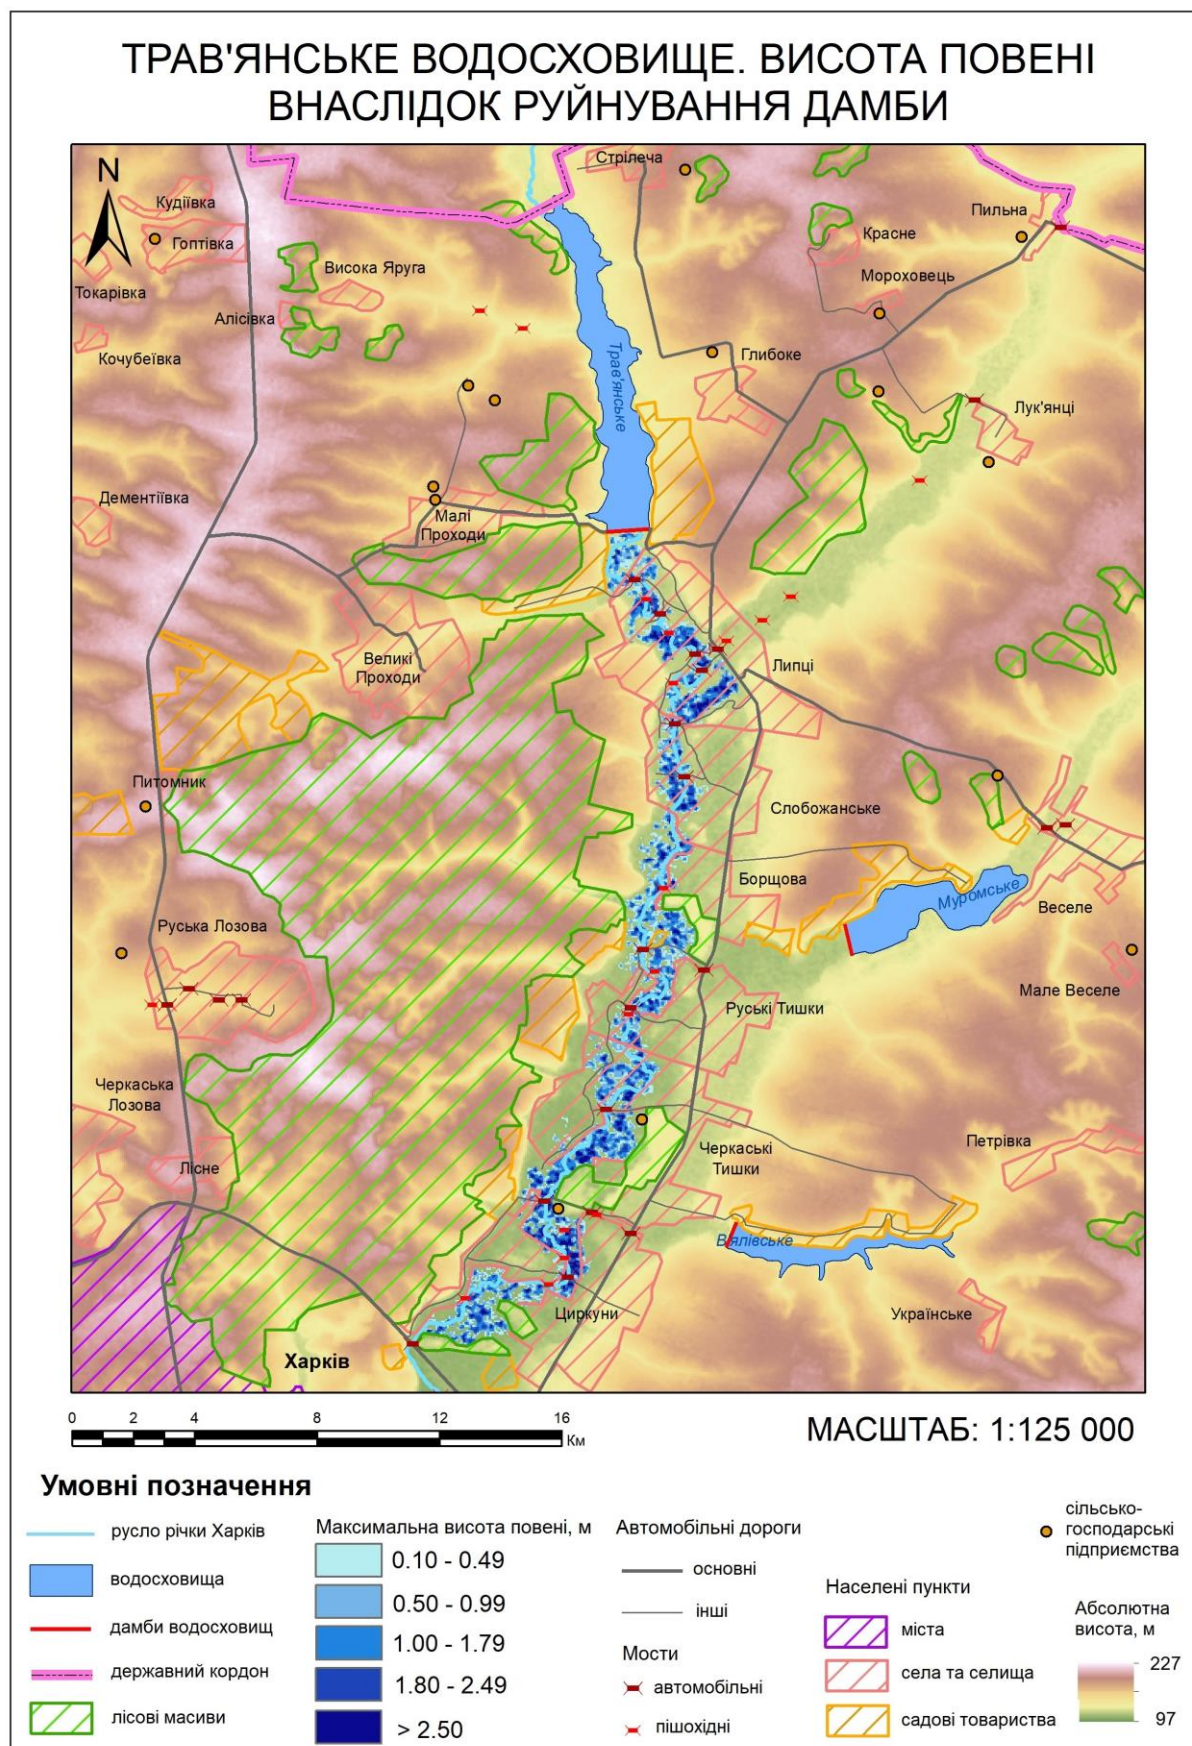 ТРАВ'ЯНСЬКЕ ВОДОСХОВИЩЕ. ВИСОТА ПОВЕНІ
ВНАСЛІДОК РУЙНУВАННЯ ДАМБИ
N
Стрілеча
Кудіївка
Гоптівка
Пильна
Красне
Висока Яруга
Мороховець
Токарівка
Алісівка
Кочубеївка
Глибоке
Трав'янське
Лук'янці
Дементіївка
Малі
Проходи
Великі
Проходи
Липці
Питомник
Слобожанське
Борщова
Муромське
Веселе
Руська Лозова
Мале Веселе
Руські Тишки
Черкаська
Лозова
Лісне
Черкаські
Тишки
Петрівка
В'ялівське
Українське
Циркуни
Харків
0 2 4 8 12 16
Км
МАСШТАБ: 1:125 000
Умовні позначення
русло річки Харків
водосховища
дамби водосховищ
державний кордон
лісові масиви
Максимальна висота повені, м
0.10 - 0.49
0.50 - 0.99
1.00 - 1.79
1.80 - 2.49
> 2.50
Автомобільні дороги
основні
інші
Мости
автомобільні
пішохідні
Населені пункти
міста
села та селища
садові товариства
сільсько-
господарські
підприємства
Абсолютна
висота, м
227
97